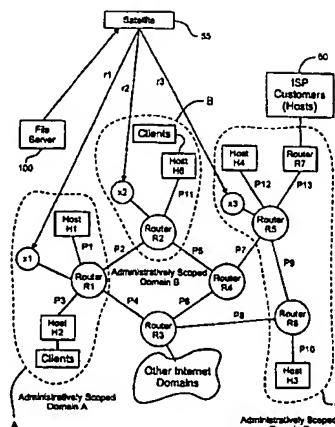 Satellite
55
r1
r2
r3
60
ISP
Customers
(Hosts)
B
File
Server
100
Clients
Host
H6
Host
H4
Router
R7
P12
P13
x2
P11
x3
Router
R5
Host
H1
x1
P1
Router
R2
P2
P5
P7
Administratively Scoped
Domain B
Router
R1
Router
R4
P9
P3
P4
P6
Host
H2
Router
R3
P8
Router
R6
Clients
P10
Other Internet
Domains
Host
H3
Administratively Scoped
Domain A
A
Administratively Scoped